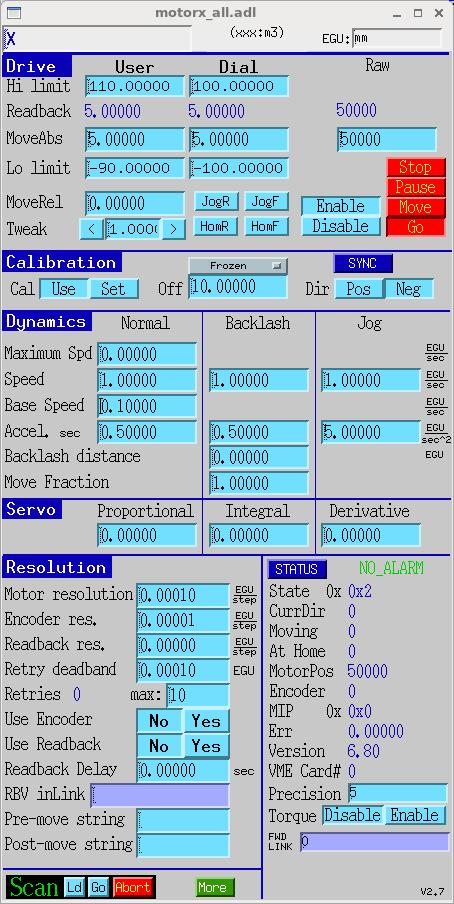 motorx_all.adl
X (xxx:m3) EGU: mm
Drive User Dial Raw
Hi limit 110.00000 100.00000
Readback 5.00000 5.00000 50000
MoveAbs 5.00000 5.00000 50000
Lo limit -90.00000 -100.00000 Stop
Pause
MoveRel 0.00000 JogR JogF Enable Move
Tweak < 1.0000 > HomR HomF Disable Go
Calibration Frozen SYNC
Cal Use Set Off 10.00000 Dir Pos Neg
Dynamics Normal Backlash Jog
Maximum Spd 0.00000 EGU/sec
Speed 1.00000 1.00000 1.00000 EGU/sec
Base Speed 0.10000 EGU/sec
Accel. sec 0.50000 0.50000 5.00000 EGU/sec^2
Backlash distance 0.00000 EGU
Move Fraction 1.00000
Servo Proportional Integral Derivative
0.00000 0.00000 0.00000
Resolution
Motor resolution 0.00010 EGU/step
Encoder res. 0.00001 EGU/step
Readback res. 0.00000 EGU/step
Retry deadband 0.00010 EGU
Retries 0 max: 10
Use Encoder No Yes
Use Readback No Yes
Readback Delay 0.00000 sec
RBV inLink
Pre-move string
Post-move string
Scan Ld Go Abort More
STATUS NO_ALARM
State 0x 0x2
CurrDir 0
Moving 0
At Home 0
MotorPos 50000
Encoder 0
MIP 0x 0x0
Err 0.00000
Version 6.80
VME Card# 0
Precision 5
Torque Disable Enable
FWD LINK 0
V2.7